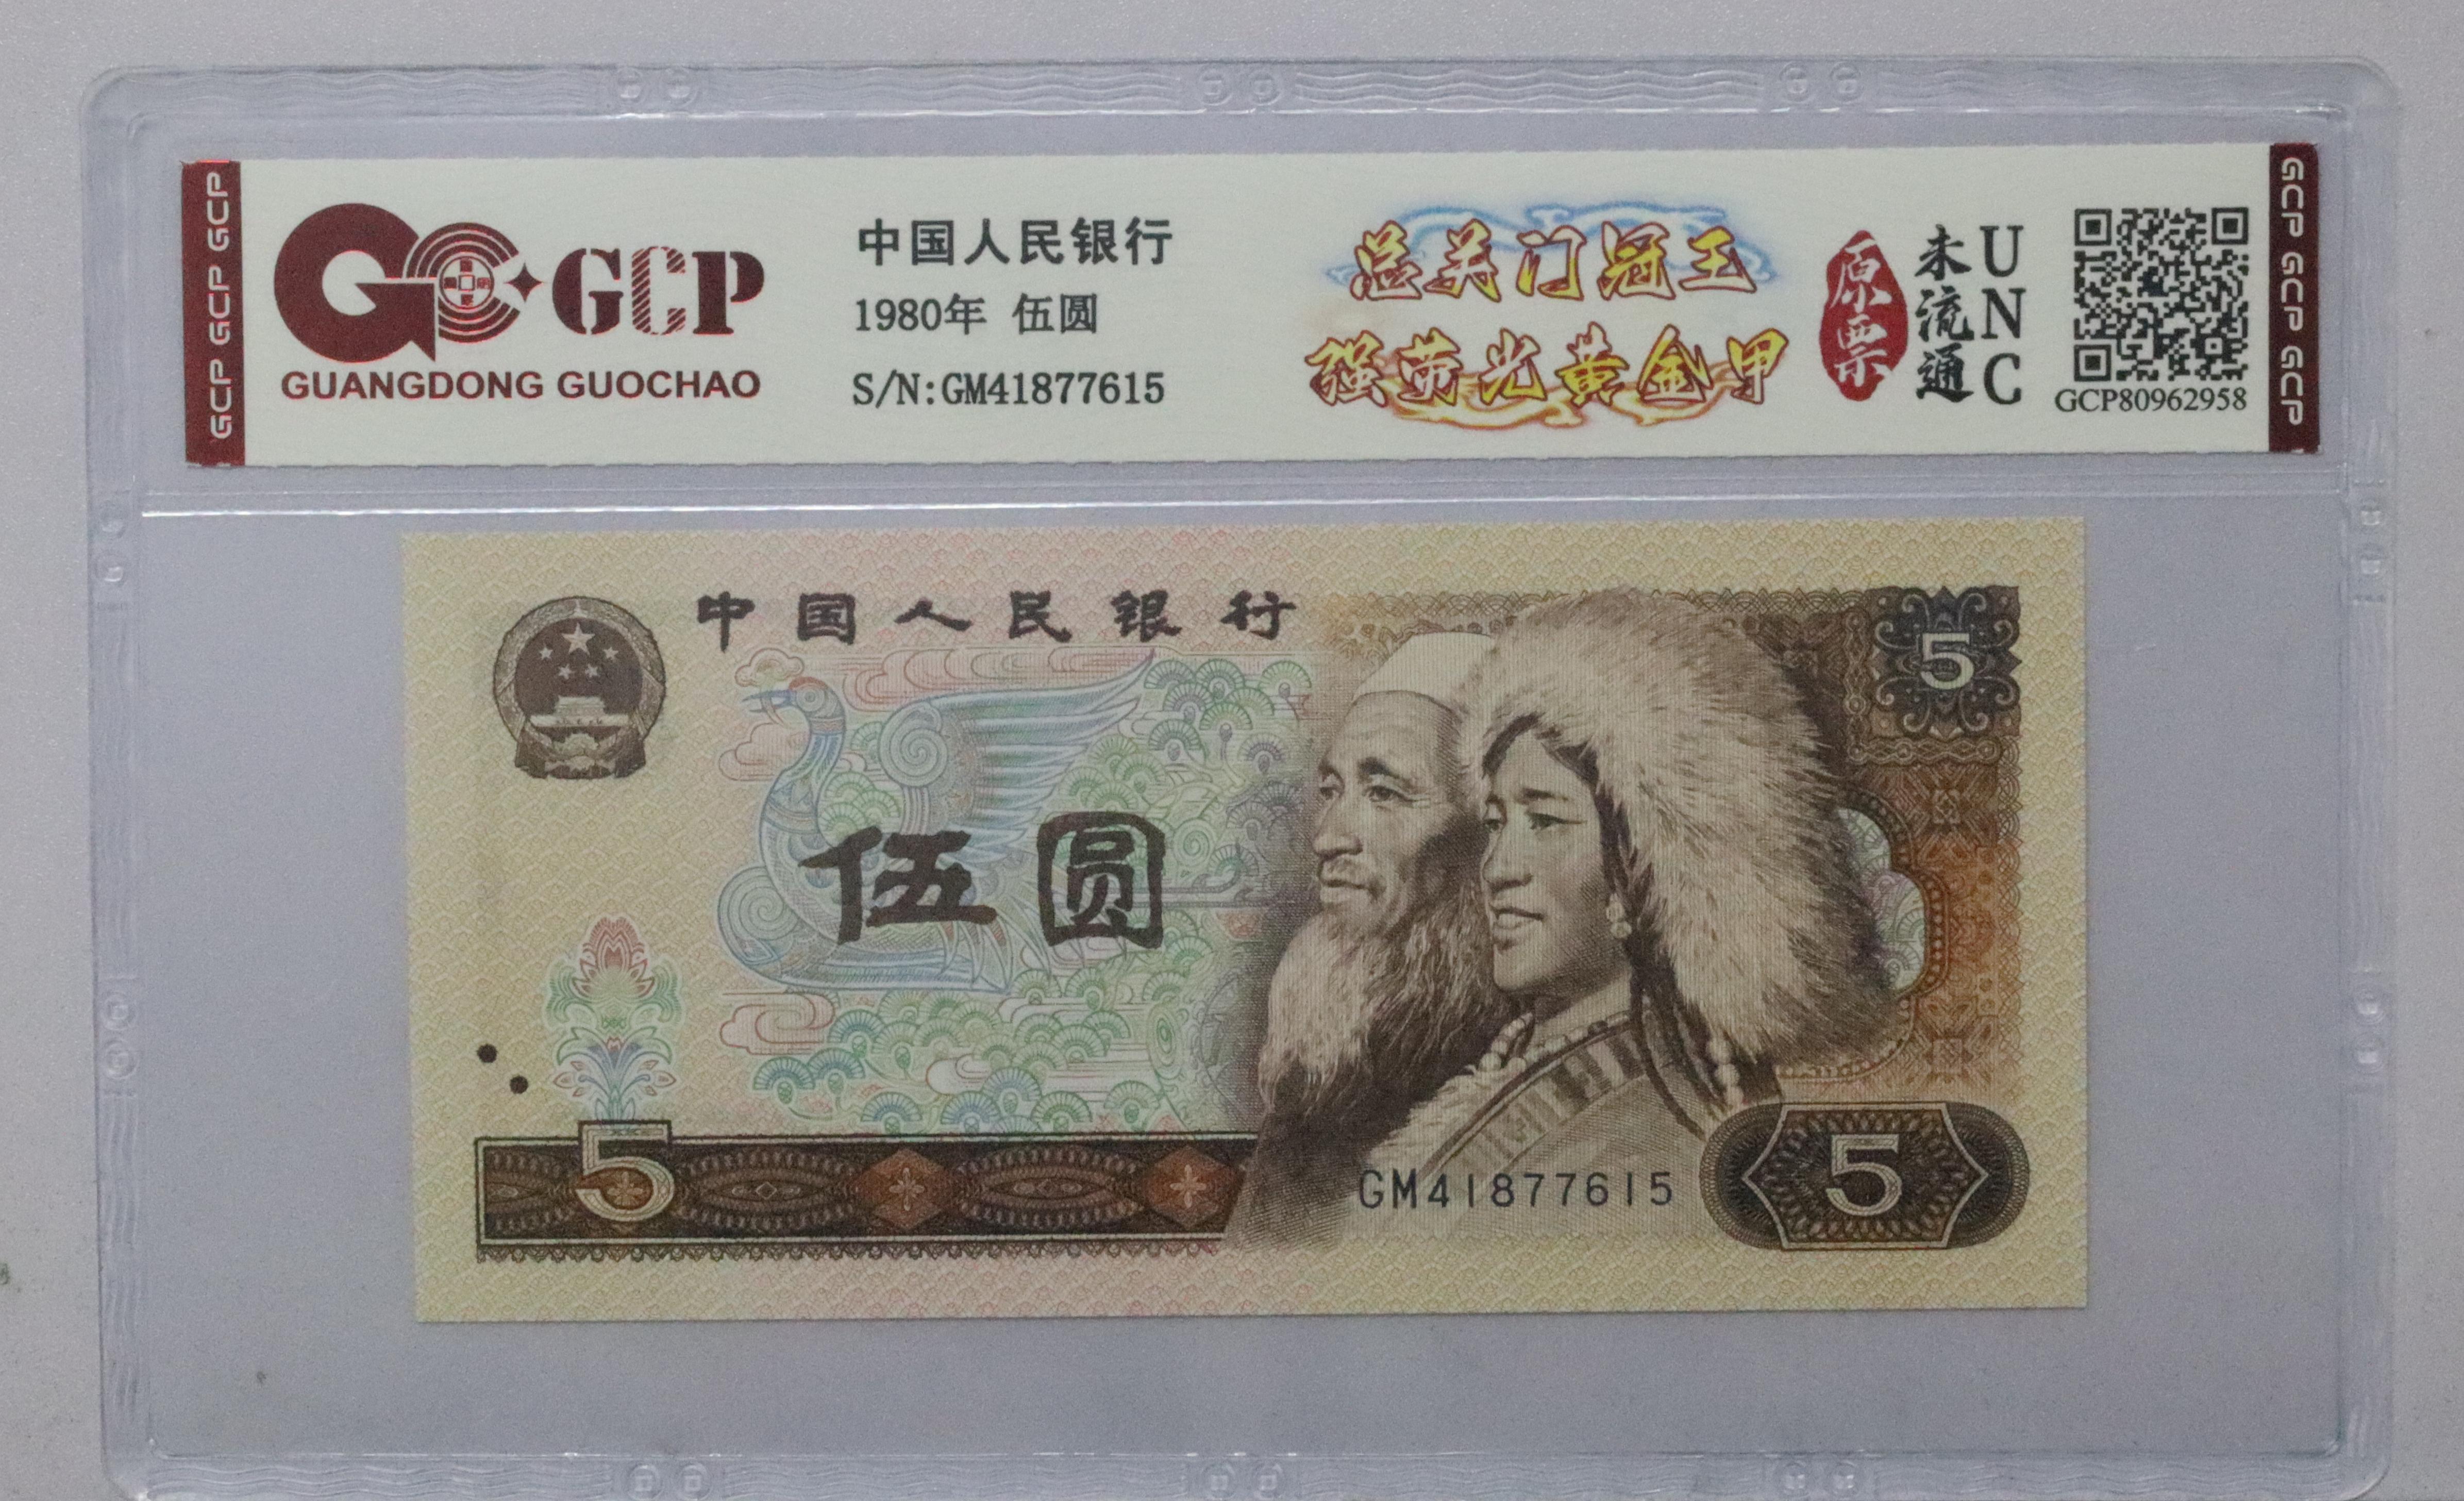 GCP GCP GCP
GCP
GUANGDONG GUOCHAO
中国人民银行
1980年 伍圆
S/N:GM41877615
总关门冠王
强荧光黄金甲
原票
未流通
UNC
GCP80962958
GCP GCP GCP
中国人民银行
5
伍圆
5
GM41877615
5